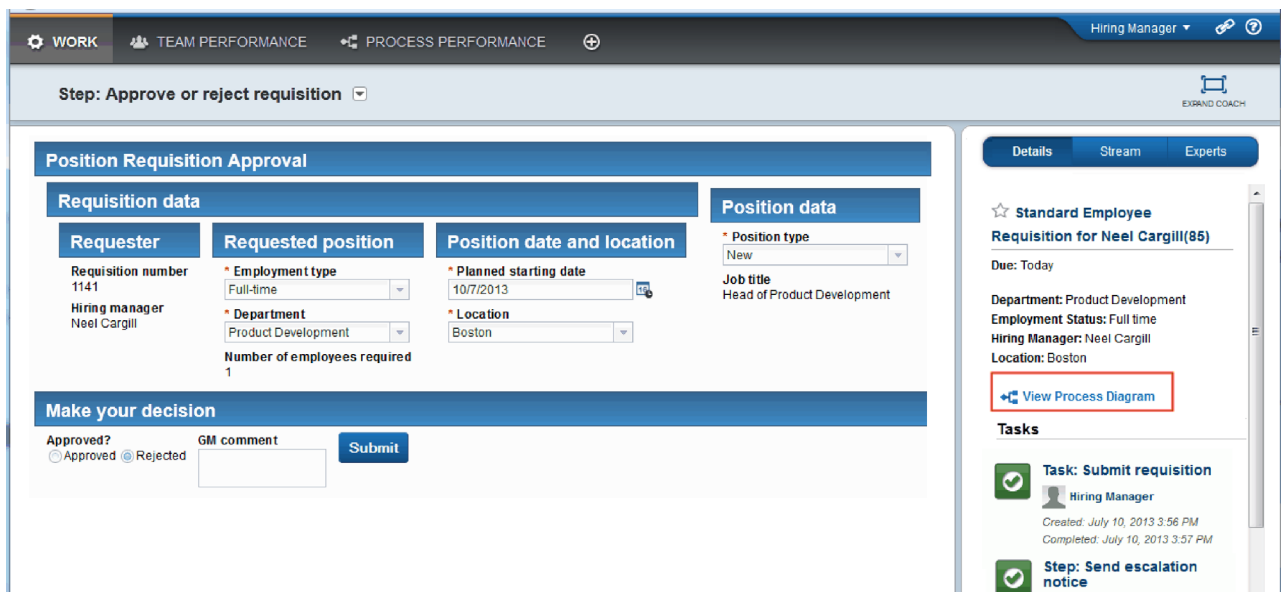 WORK
TEAM PERFORMANCE
PROCESS PERFORMANCE
Hiring Manager
Step: Approve or reject requisition
EXPAND COACH
Position Requisition Approval
Requisition data
Requester
Requisition number
1141
Hiring manager
Neel Cargill
Requested position
* Employment type
Full-time
* Department
Product Development
Number of employees required
1
Position date and location
* Planned starting date
10/7/2013
* Location
Boston
Position data
* Position type
New
Job title
Head of Product Development
Make your decision
Approved?
Approved Rejected
GM comment
Submit
Details Stream Experts
Standard Employee
Requisition for Neel Cargill(85)
Due: Today
Department: Product Development
Employment Status: Full time
Hiring Manager: Neel Cargill
Location: Boston
View Process Diagram
Tasks
Task: Submit requisition
Hiring Manager
Created: July 10, 2013 3:56 PM
Completed: July 10, 2013 3:57 PM
Step: Send escalation
notice